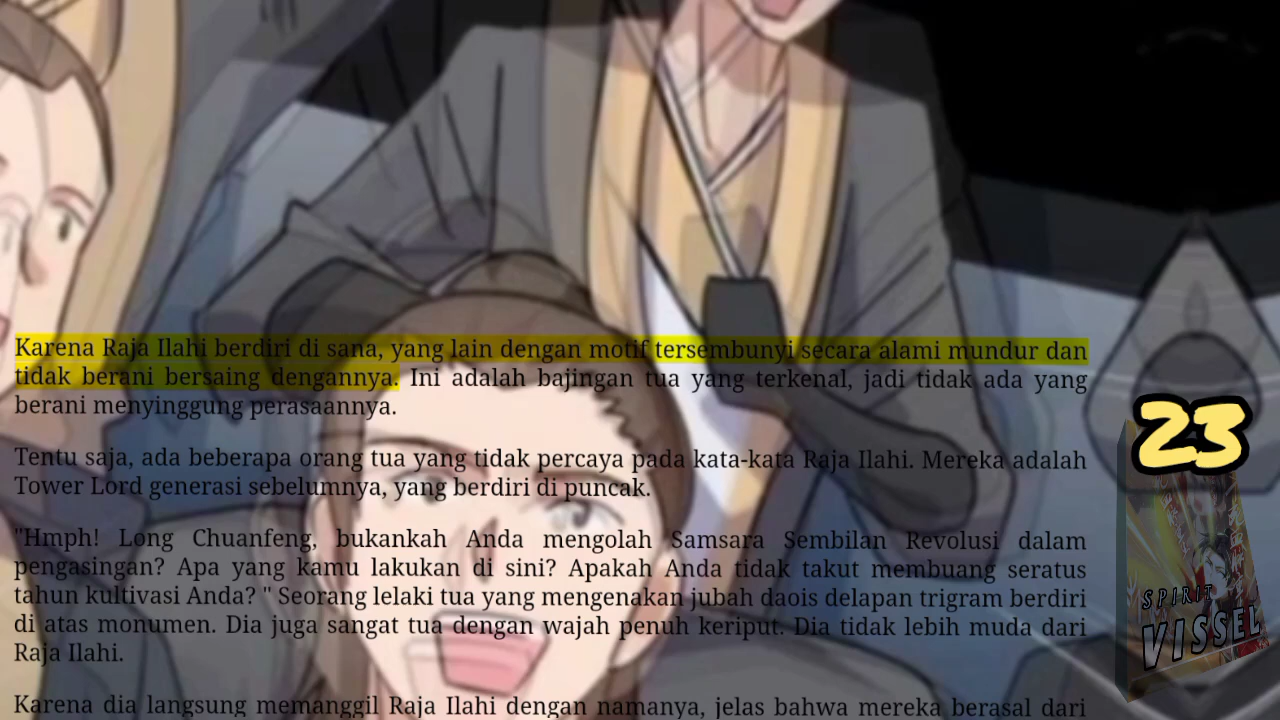 Karena Raja Ilahi berdiri di sana, yang lain dengan motif tersembunyi secara alami mundur dan
tidak berani bersaing dengannya. Ini adalah bajingan tua yang terkenal, jadi tidak ada yang
berani menyinggung perasaannya.
Tentu saja, ada beberapa orang tua yang tidak percaya pada kata-kata Raja Ilahi. Mereka adalah
Tower Lord generasi sebelumnya, yang berdiri di puncak.
"Hmph! Long Chuanfeng, bukankah Anda mengolah Samsara Sembilan Revolusi dalam
pengasingan? Apa yang kamu lakukan di sini? Apakah Anda tidak takut membuang seratus
tahun kultivasi Anda? " Seorang lelaki tua yang mengenakan jubah daois delapan trigram berdiri
di atas monumen. Dia juga sangat tua dengan wajah penuh keriput. Dia tidak lebih muda dari
Raja Ilahi.
Karena dia langsung memanggil Raja Ilahi dengan namanya, jelas bahwa mereka berasal dari
23
SPIRIT
VISSEL